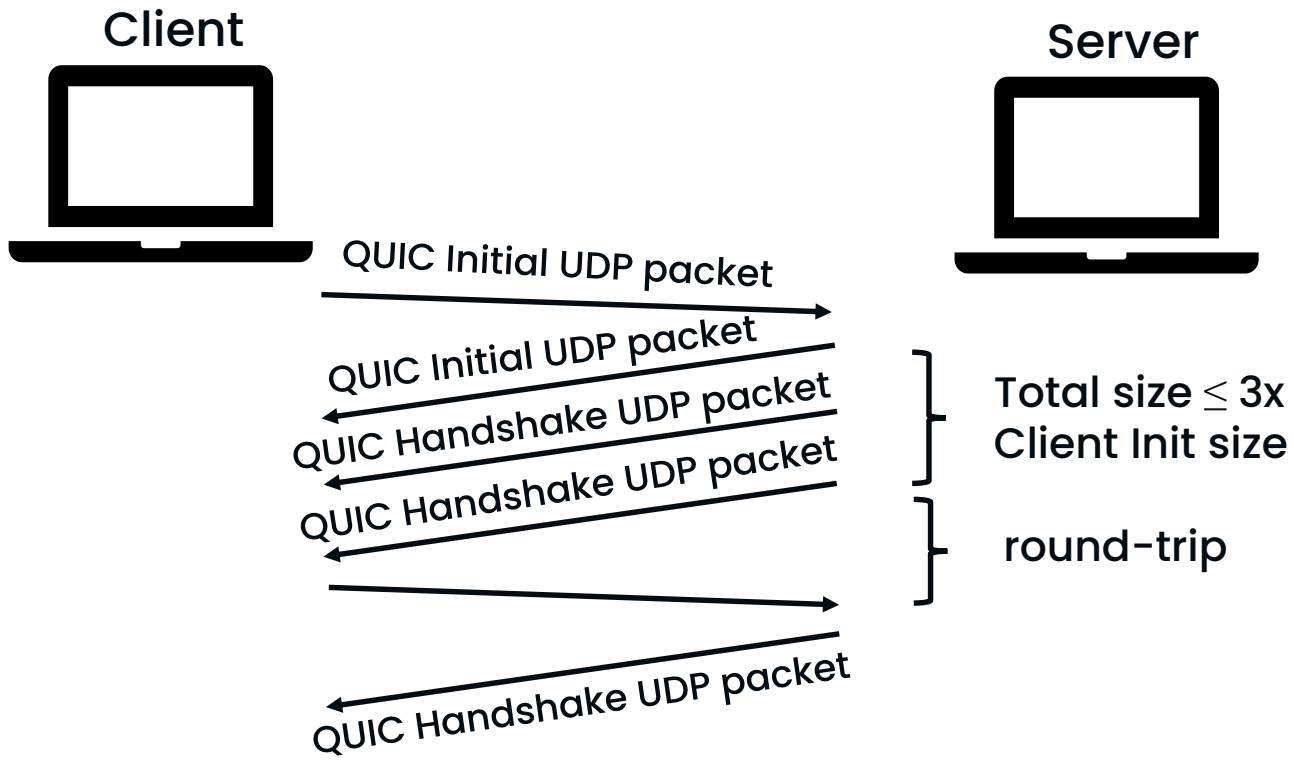 Client
Server
QUIC Initial UDP packet
QUIC Initial UDP packet
QUIC Handshake UDP packet
QUIC Handshake UDP packet
Total size ≤ 3x
Client Init size
round-trip
QUIC Handshake UDP packet